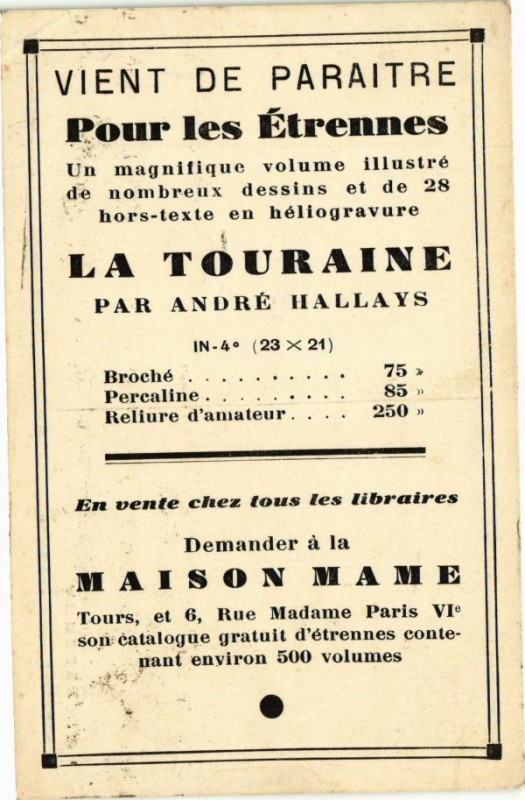 VIENT DE PARAITRE
Pour les Étrennes
Un magnifique volume illustré
de nombreux dessins et de 28
hors-texte en héliogravure
LA TOURAINE
PAR ANDRÉ HALLAYS
IN-4° (23 × 21)
Broché . . . . . . . . . . 75 »
Percaline . . . . . . . . . 85 »
Reliure d'amateur . . . . 250 »
En vente chez tous les libraires
Demander à la
MAISON MAME
Tours, et 6, Rue Madame Paris VIe
son catalogue gratuit d'étrennes conte-
nant environ 500 volumes